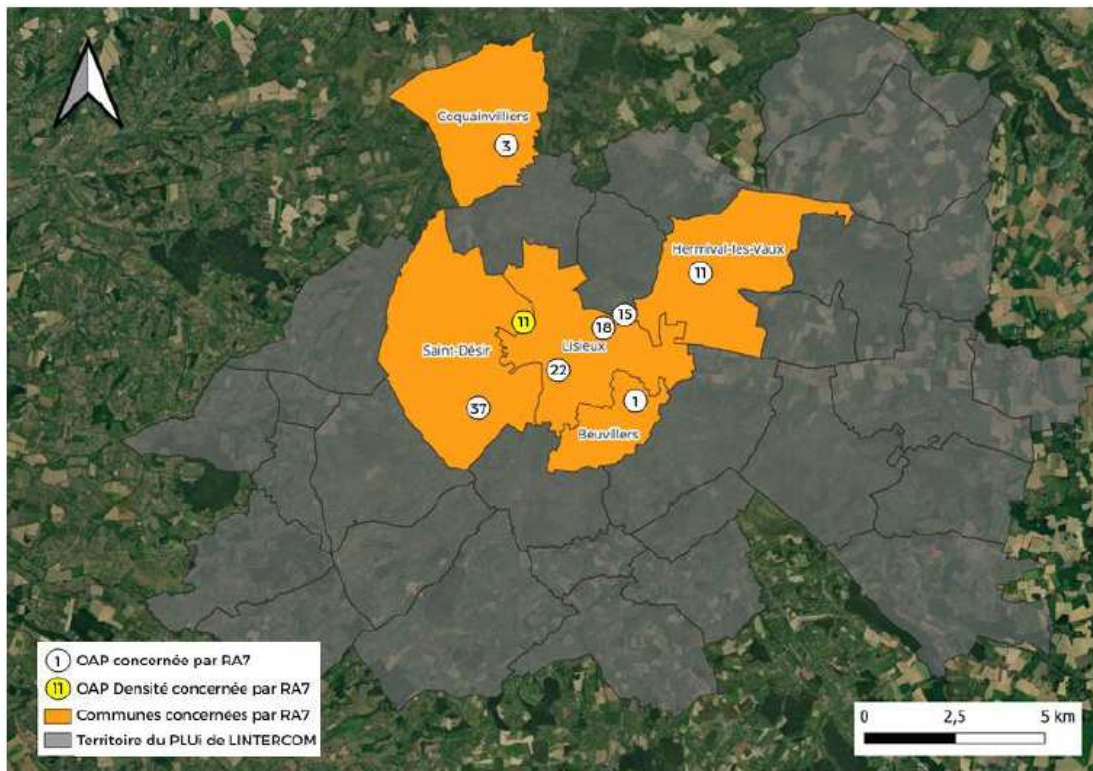 Coquainvilliers
3
Hermival-les-Vaux
11
15
11
18
Lisieux
Saint-Désir
22
1
37
Beuvillers
1 OAP concernée par RA7
11 OAP Densité concernée par RA7
Communes concernées par RA7
Territoire du PLUi de LINTERCOM
0 2,5 5 km